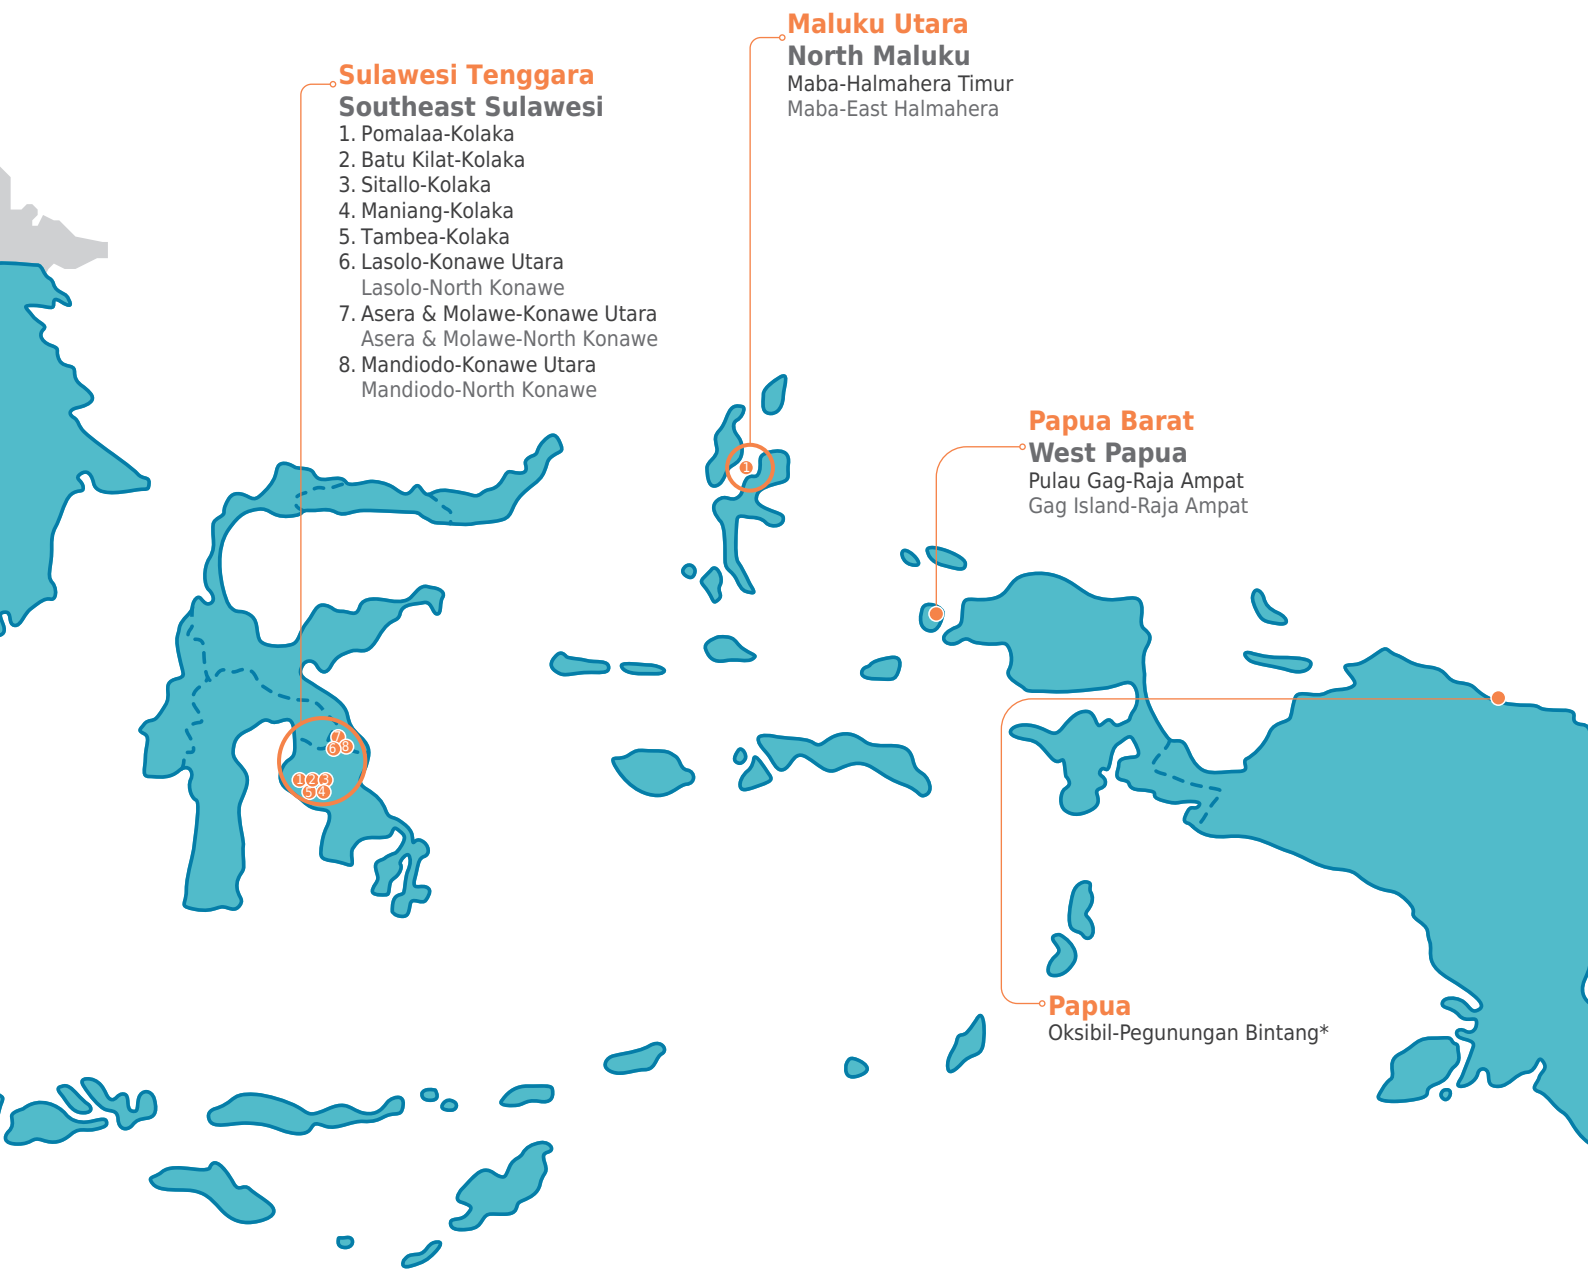 Maluku Utara
North Maluku
Maba-Halmahera Timur
Maba-East Halmahera
Sulawesi Tenggara
Southeast Sulawesi
1. Pomalaa-Kolaka
2. Batu Kilat-Kolaka
3. Sitallo-Kolaka
4. Maniang-Kolaka
5. Tambea-Kolaka
6. Lasolo-Konawe Utara
Lasolo-North Konawe
7. Asera & Molawe-Konawe Utara
Asera & Molawe-North Konawe
8. Mandiodo-Konawe Utara
Mandiodo-North Konawe
Papua Barat
West Papua
Pulau Gag-Raja Ampat
Gag Island-Raja Ampat
1
7
6 8
1 2 3
5 4
Papua
Oksibil-Pegunungan Bintang*